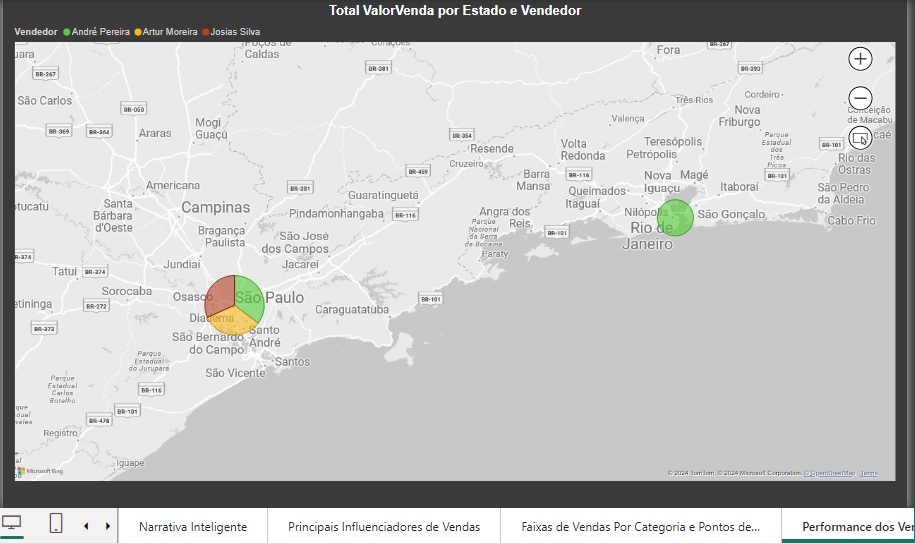 Total ValorVenda por Estado e Vendedor
Vendedor André Pereira Artur Moreira Josias Silva
Poços de
Caldas
BR-381
Fora
BR-267
BR-393
BR-267
São Carlos
BR-050
BR-369
BR-364
Araras
Mogi
Guaçu
BR-354
Resende
Cruzeiro
Valença
Três Rios
Cordeiro
Nova
Friburgo
Conceição
de Macabu
Volta
Redonda
Teresópolis
Petrópolis
Parque
Estadual
dos
Três
Picos
BR-101
Rio das
Ostras
Americana
BR-381
BR-459
Barra
Mansa
BR-116
Nova
Iguaçu
Magé
Itaboraí
BR-101
São Pedro
da Aldeia
Santa
Bárbara
d'Oeste
Campinas
Guaratinguetá
Pindamonhangaba
BR-116
Queimados
Itaguaí
Angra dos
Reis
Nilópolis
São Gonçalo
Cabo Frio
Rio de
Janeiro
Bragança
Paulista
São José
dos Campos
Parque
Nacional
da Serra
da Bocaina
BR-101
Paraty
Jundiaí
Jacareí
BR-374
Tatuí
BR-374
Sorocaba
BR-272
Osasco
São Paulo
Diadema
Caraguatatuba
BR-101
BR-373
São Bernardo
do Campo
Santo
André
Santos
São Vicente
Parque
Estadual
do Jurupará
Parque
Estadual
Carlos
Botelho
BR-116
BR-101
BR-478
Registro
Iguape
Microsoft Bing
© 2024 TomTom, © 2024 Microsoft Corporation, © OpenStreetMap Terms
Narrativa Inteligente
Principais Influenciadores de Vendas
Faixas de Vendas Por Categoria e Pontos de...
Performance dos Ver